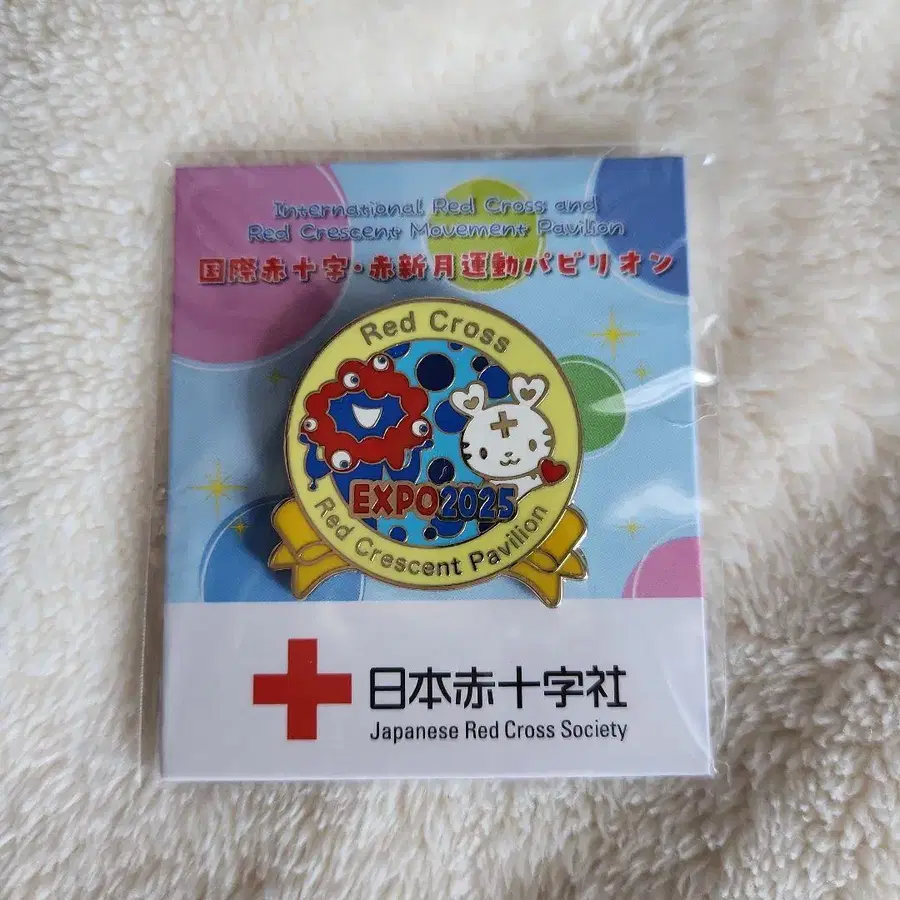 International Red Cross and
Red Crescent Movement Pavilion
国際赤十字・赤新月運動パビリオン
Red Cross
EXPO2025
Red Crescent Pavilion
日本赤十字社
Japanese Red Cross Society